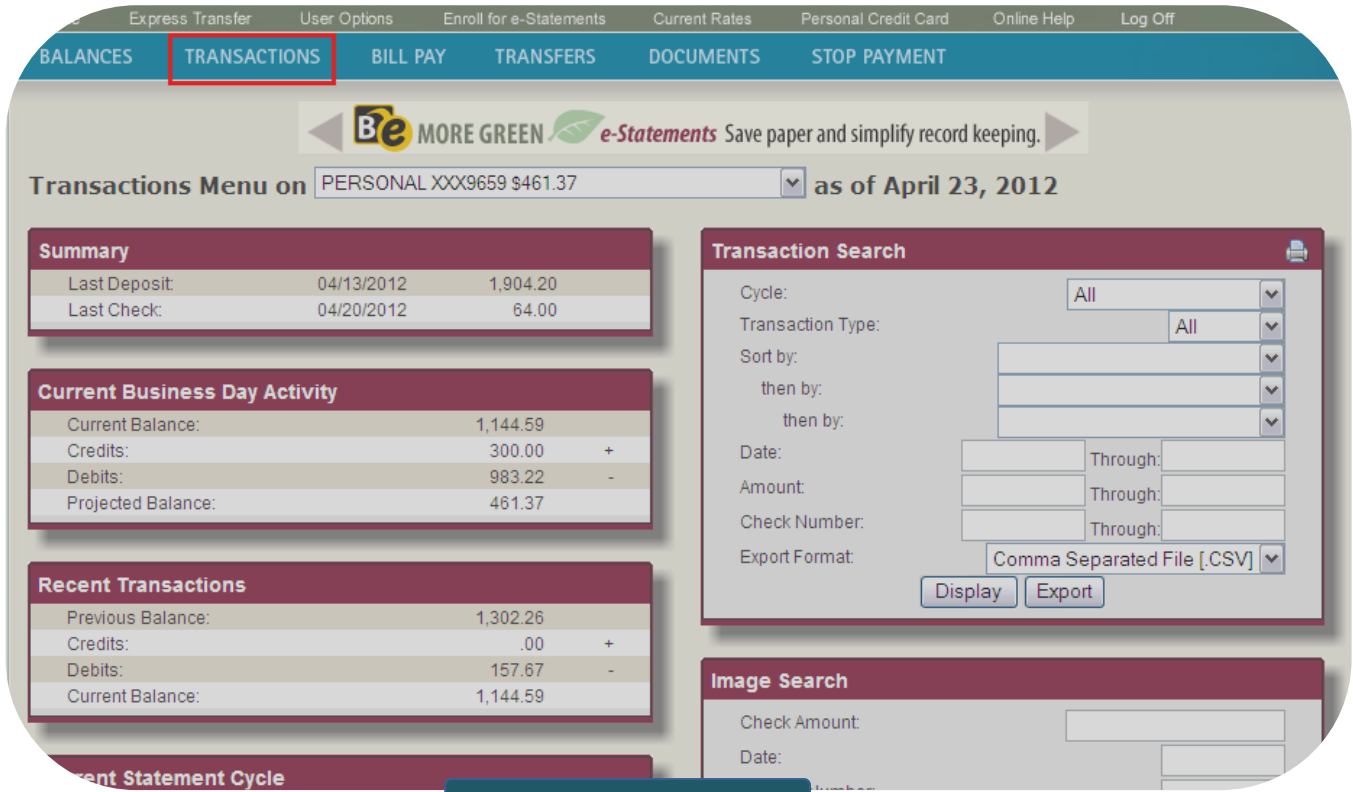 Express Transfer User Options Enroll for e-Statements Current Rates Personal Credit Card Online Help Log Off
BALANCES TRANSACTIONS BILL PAY TRANSFERS DOCUMENTS STOP PAYMENT
Be MORE GREEN e-Statements Save paper and simplify record keeping.
Transactions Menu on PERSONAL XXX9659 $461.37 as of April 23, 2012
Summary
Last Deposit: 04/13/2012 1,904.20
Last Check: 04/20/2012 64.00
Current Business Day Activity
Current Balance: 1,144.59
Credits: 300.00 +
Debits: 983.22 -
Projected Balance: 461.37
Recent Transactions
Previous Balance: 1,302.26
Credits: .00 +
Debits: 157.67 -
Current Balance: 1,144.59
Statement Cycle
Transaction Search
Cycle: All
Transaction Type: All
Sort by:
then by:
then by:
Date: Through:
Amount: Through:
Check Number: Through:
Export Format: Comma Separated File [.CSV]
Display Export
Image Search
Check Amount:
Date: